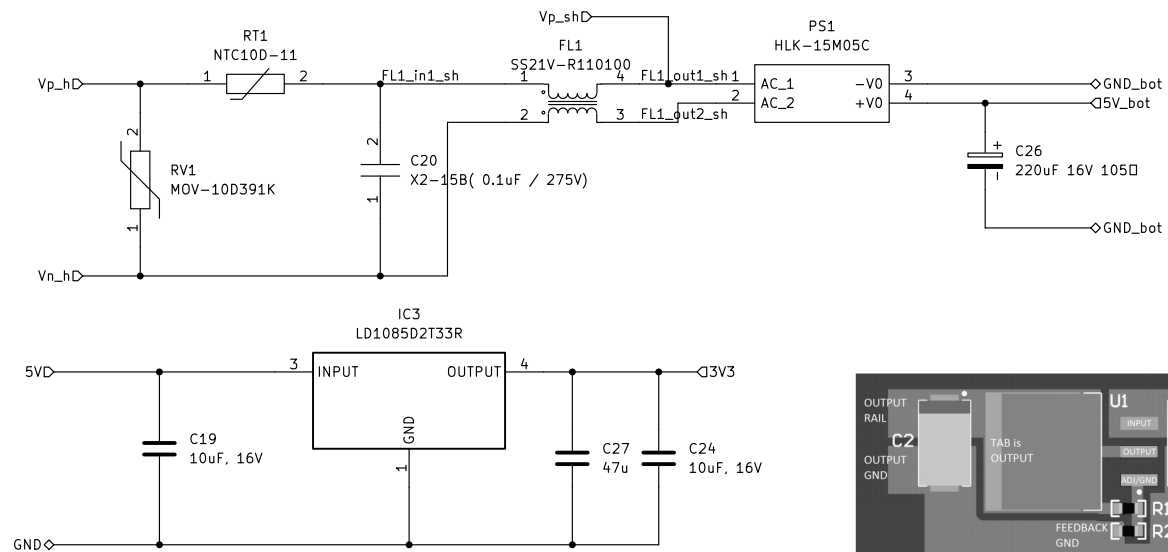 Vp_sh
RT1
NTC10D-11
FL1
SS21V-R110100
PS1
HLK-15M05C
Vp_h
1
2
FL1_in1_sh
1
4
FL1_out1_sh
1
AC_1
-V0
3
GND_bot
2
AC_2
+V0
4
5V_bot
2
3
FL1_out2_sh
2
RV1
MOV-10D391K
1
2
C20
X2-15B( 0.1uF / 275V)
1
+
C26
220uF 16V 105□
-
GND_bot
Vn_h
IC3
LD1085D2T33R
5V
3
INPUT
OUTPUT
4
3V3
GND
1
C19
10uF, 16V
C27
47u
C24
10uF, 16V
GND
OUTPUT
RAIL
C2
OUTPUT
GND
TAB is
OUTPUT
U1
INPUT
OUTPUT
ADJ/GND
R1
FEEDBACK
GND
R2